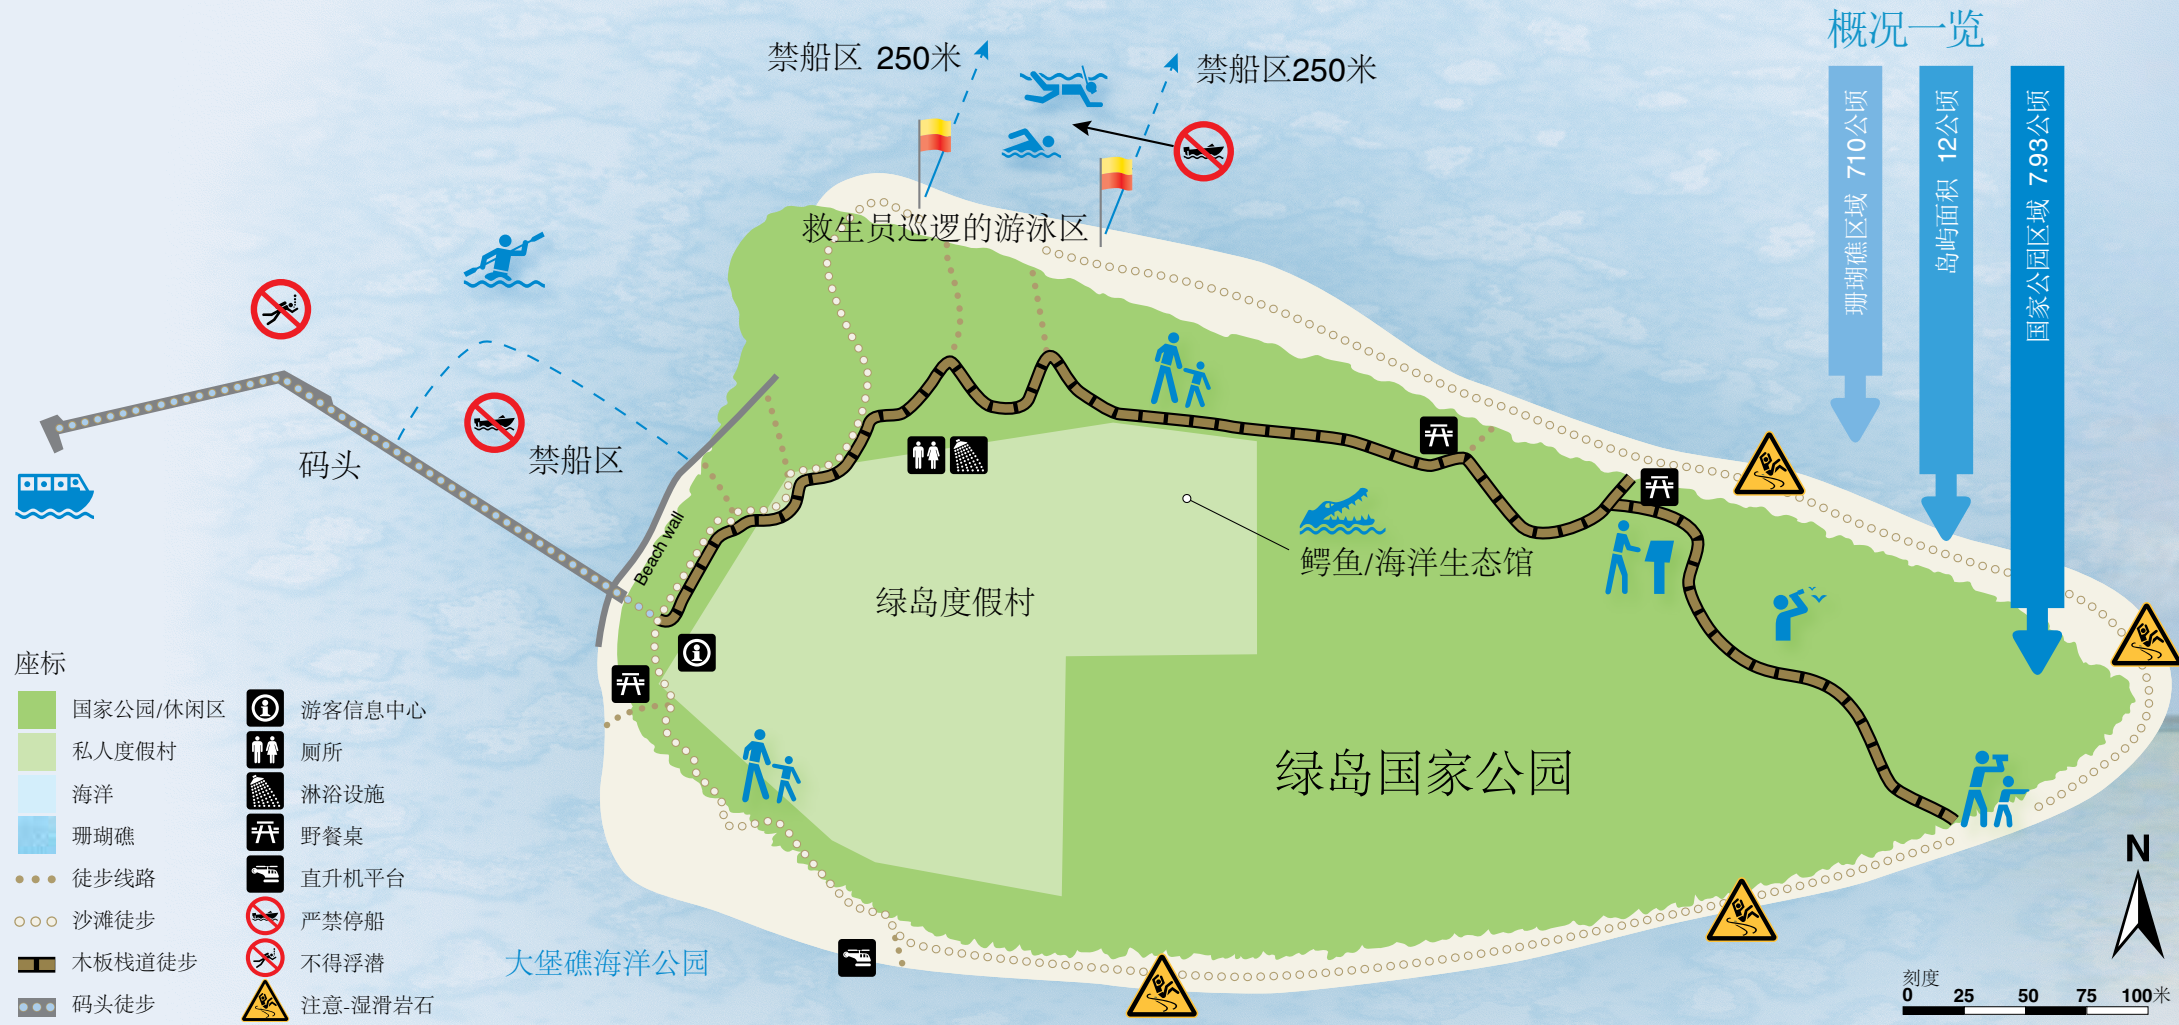 概况一览
禁船区 250米
禁船区250米
珊瑚礁区域 710公顷
岛屿面积 12公顷
国家公园区域 7.93公顷
救生员巡逻的游泳区
码头
禁船区
Beach wall
鳄鱼/海洋生态馆
绿岛度假村
绿岛国家公园
大堡礁海洋公园
座标
国家公园/休闲区
私人度假村
海洋
珊瑚礁
徒步线路
沙滩徒步
木板栈道徒步
码头徒步
游客信息中心
厕所
淋浴设施
野餐桌
直升机平台
严禁停船
不得浮潜
注意-湿滑岩石
N
刻度
0 25 50 75 100米